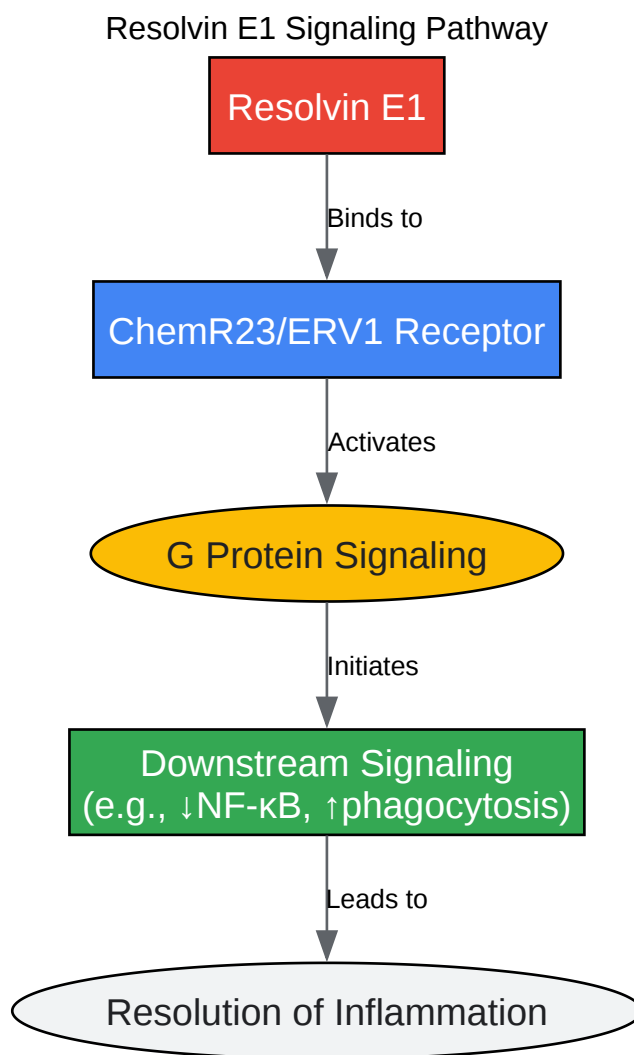 Resolvin E1 Signaling Pathway
Resolvin E1
Binds to
ChemR23/ERV1 Receptor
Activates
G Protein Signaling
Initiates
Downstream Signaling
(e.g., ↓NF-κB, ↑phagocytosis)
Leads to
Resolution of Inflammation